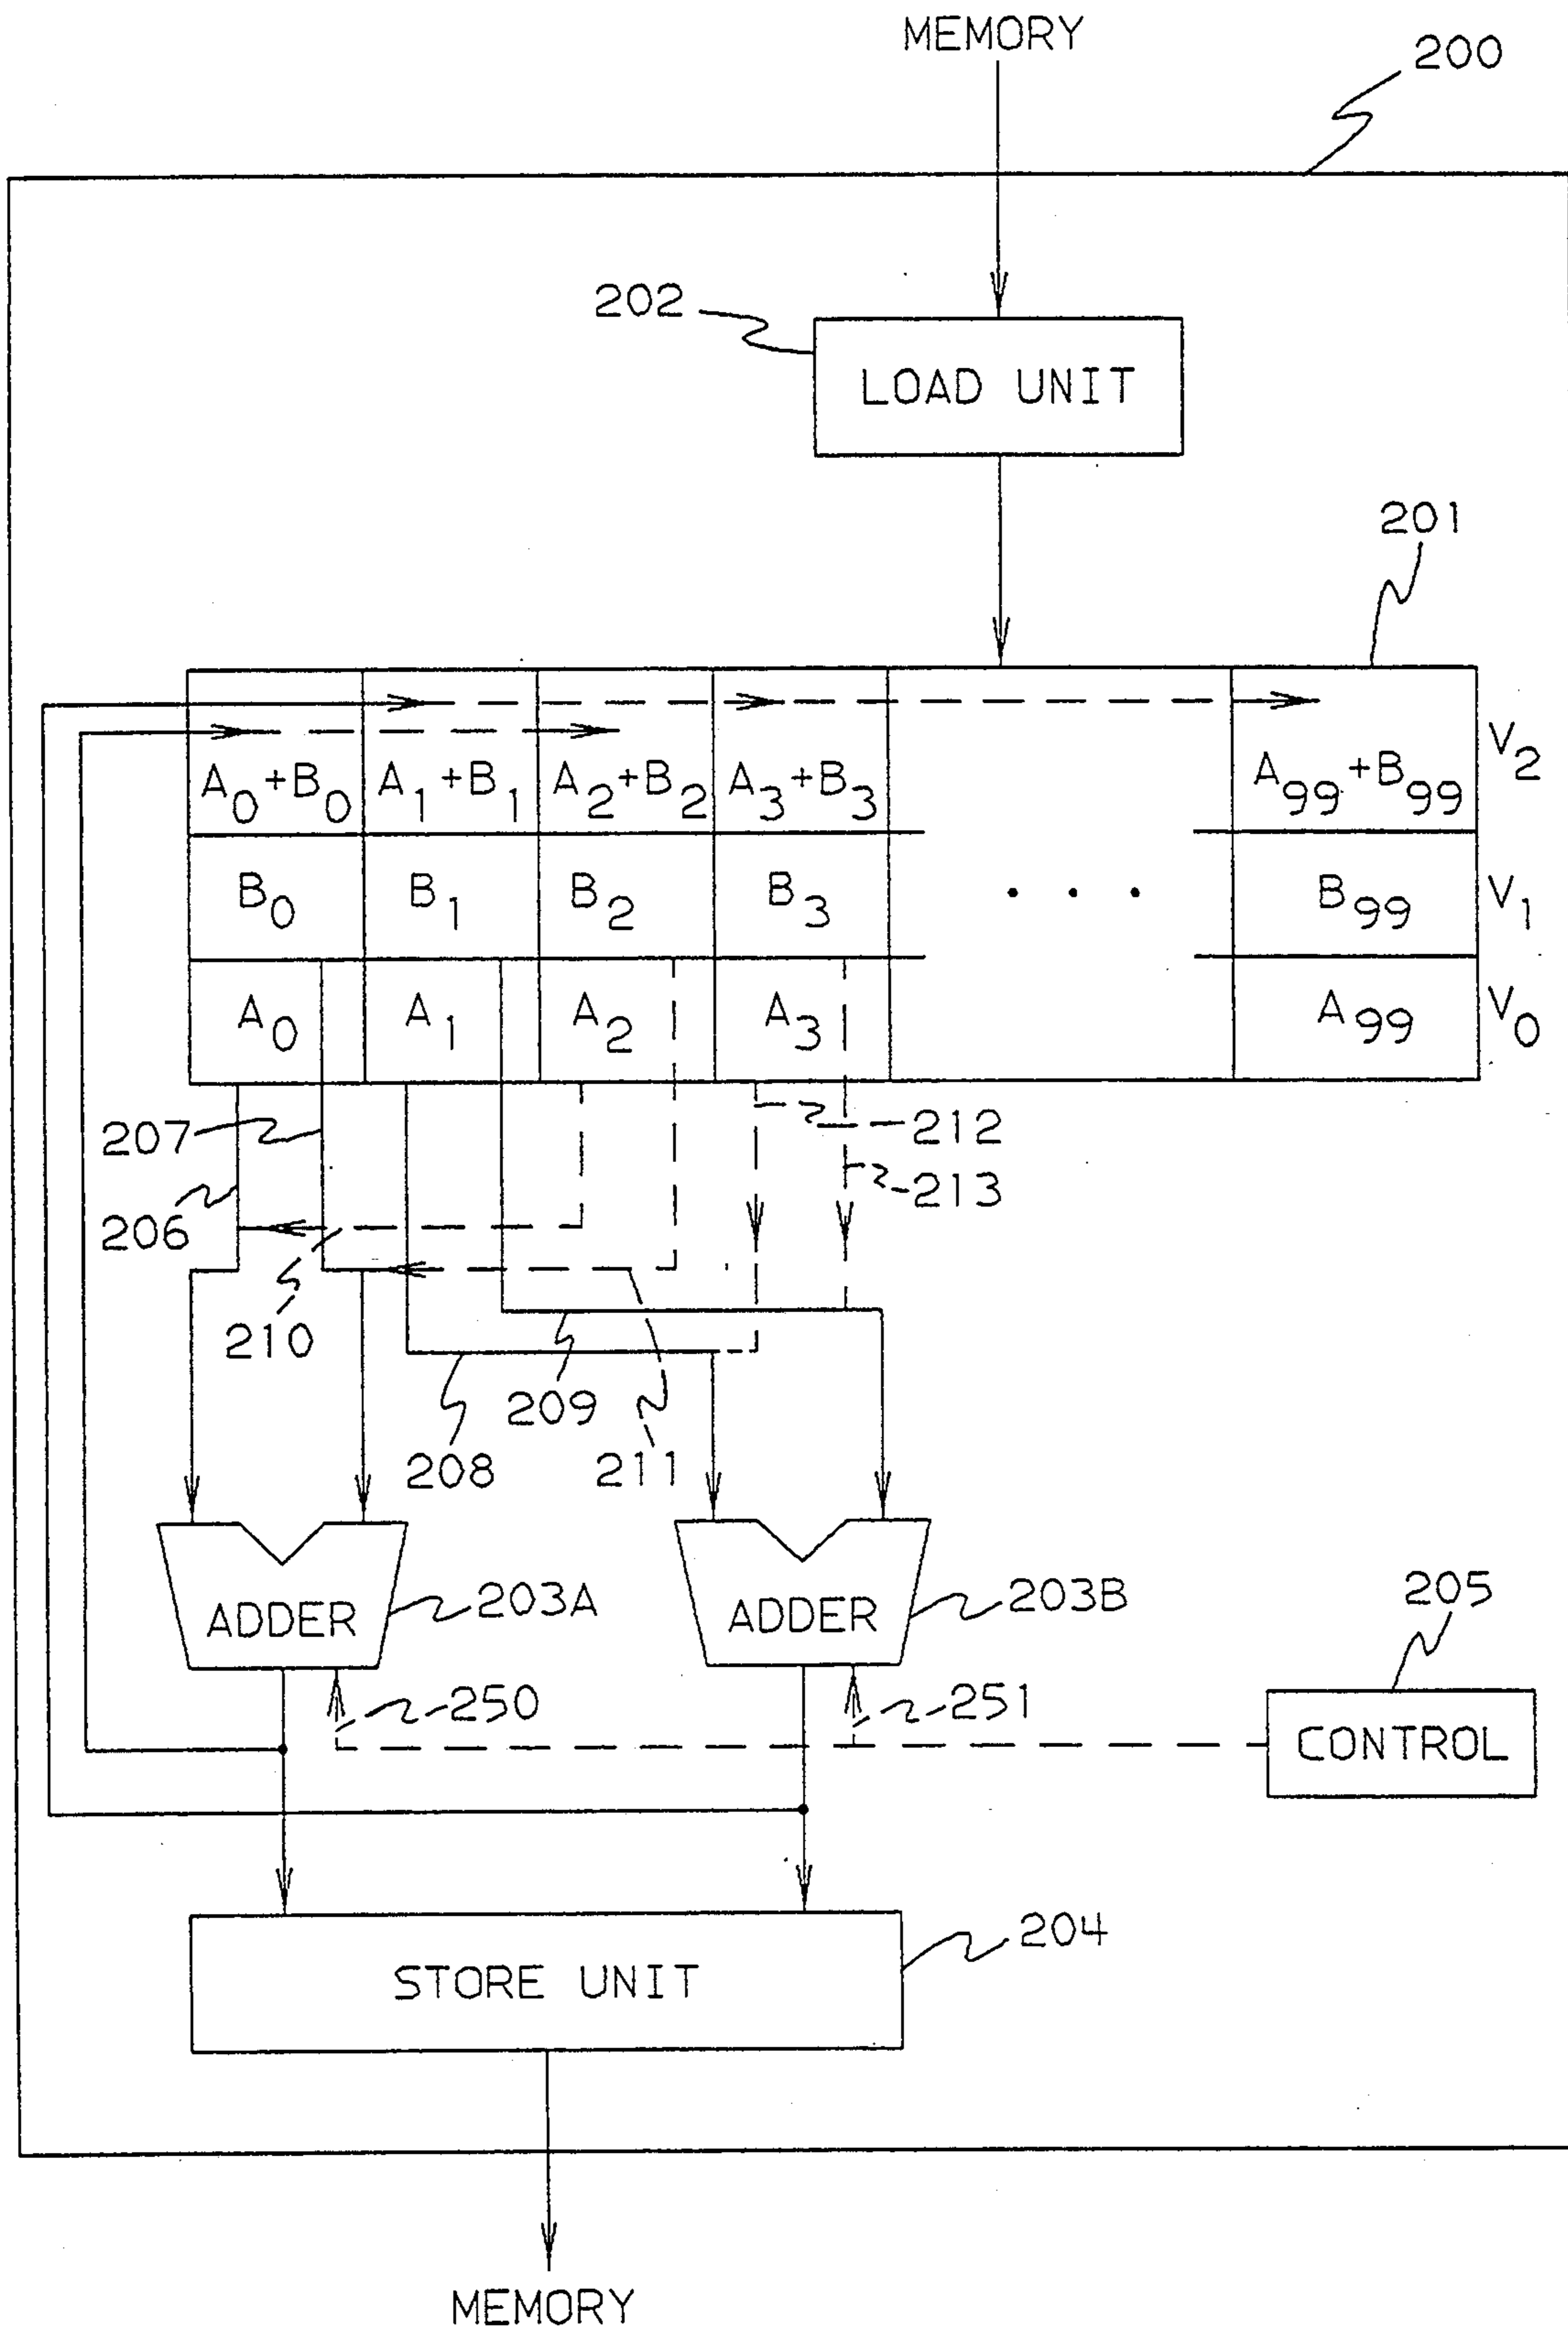 MEMORY
200
202
LOAD UNIT
201
A0+B0 A1+B1 A2+B2 A3+B3 A99+B99 V2
B0 B1 B2 B3 . . . B99 V1
A0 A1 A2 A3 A99 V0
207 212
206 213
210
209
208 211
ADDER 203A ADDER 203B 205
250 251 CONTROL
204
STORE UNIT
MEMORY